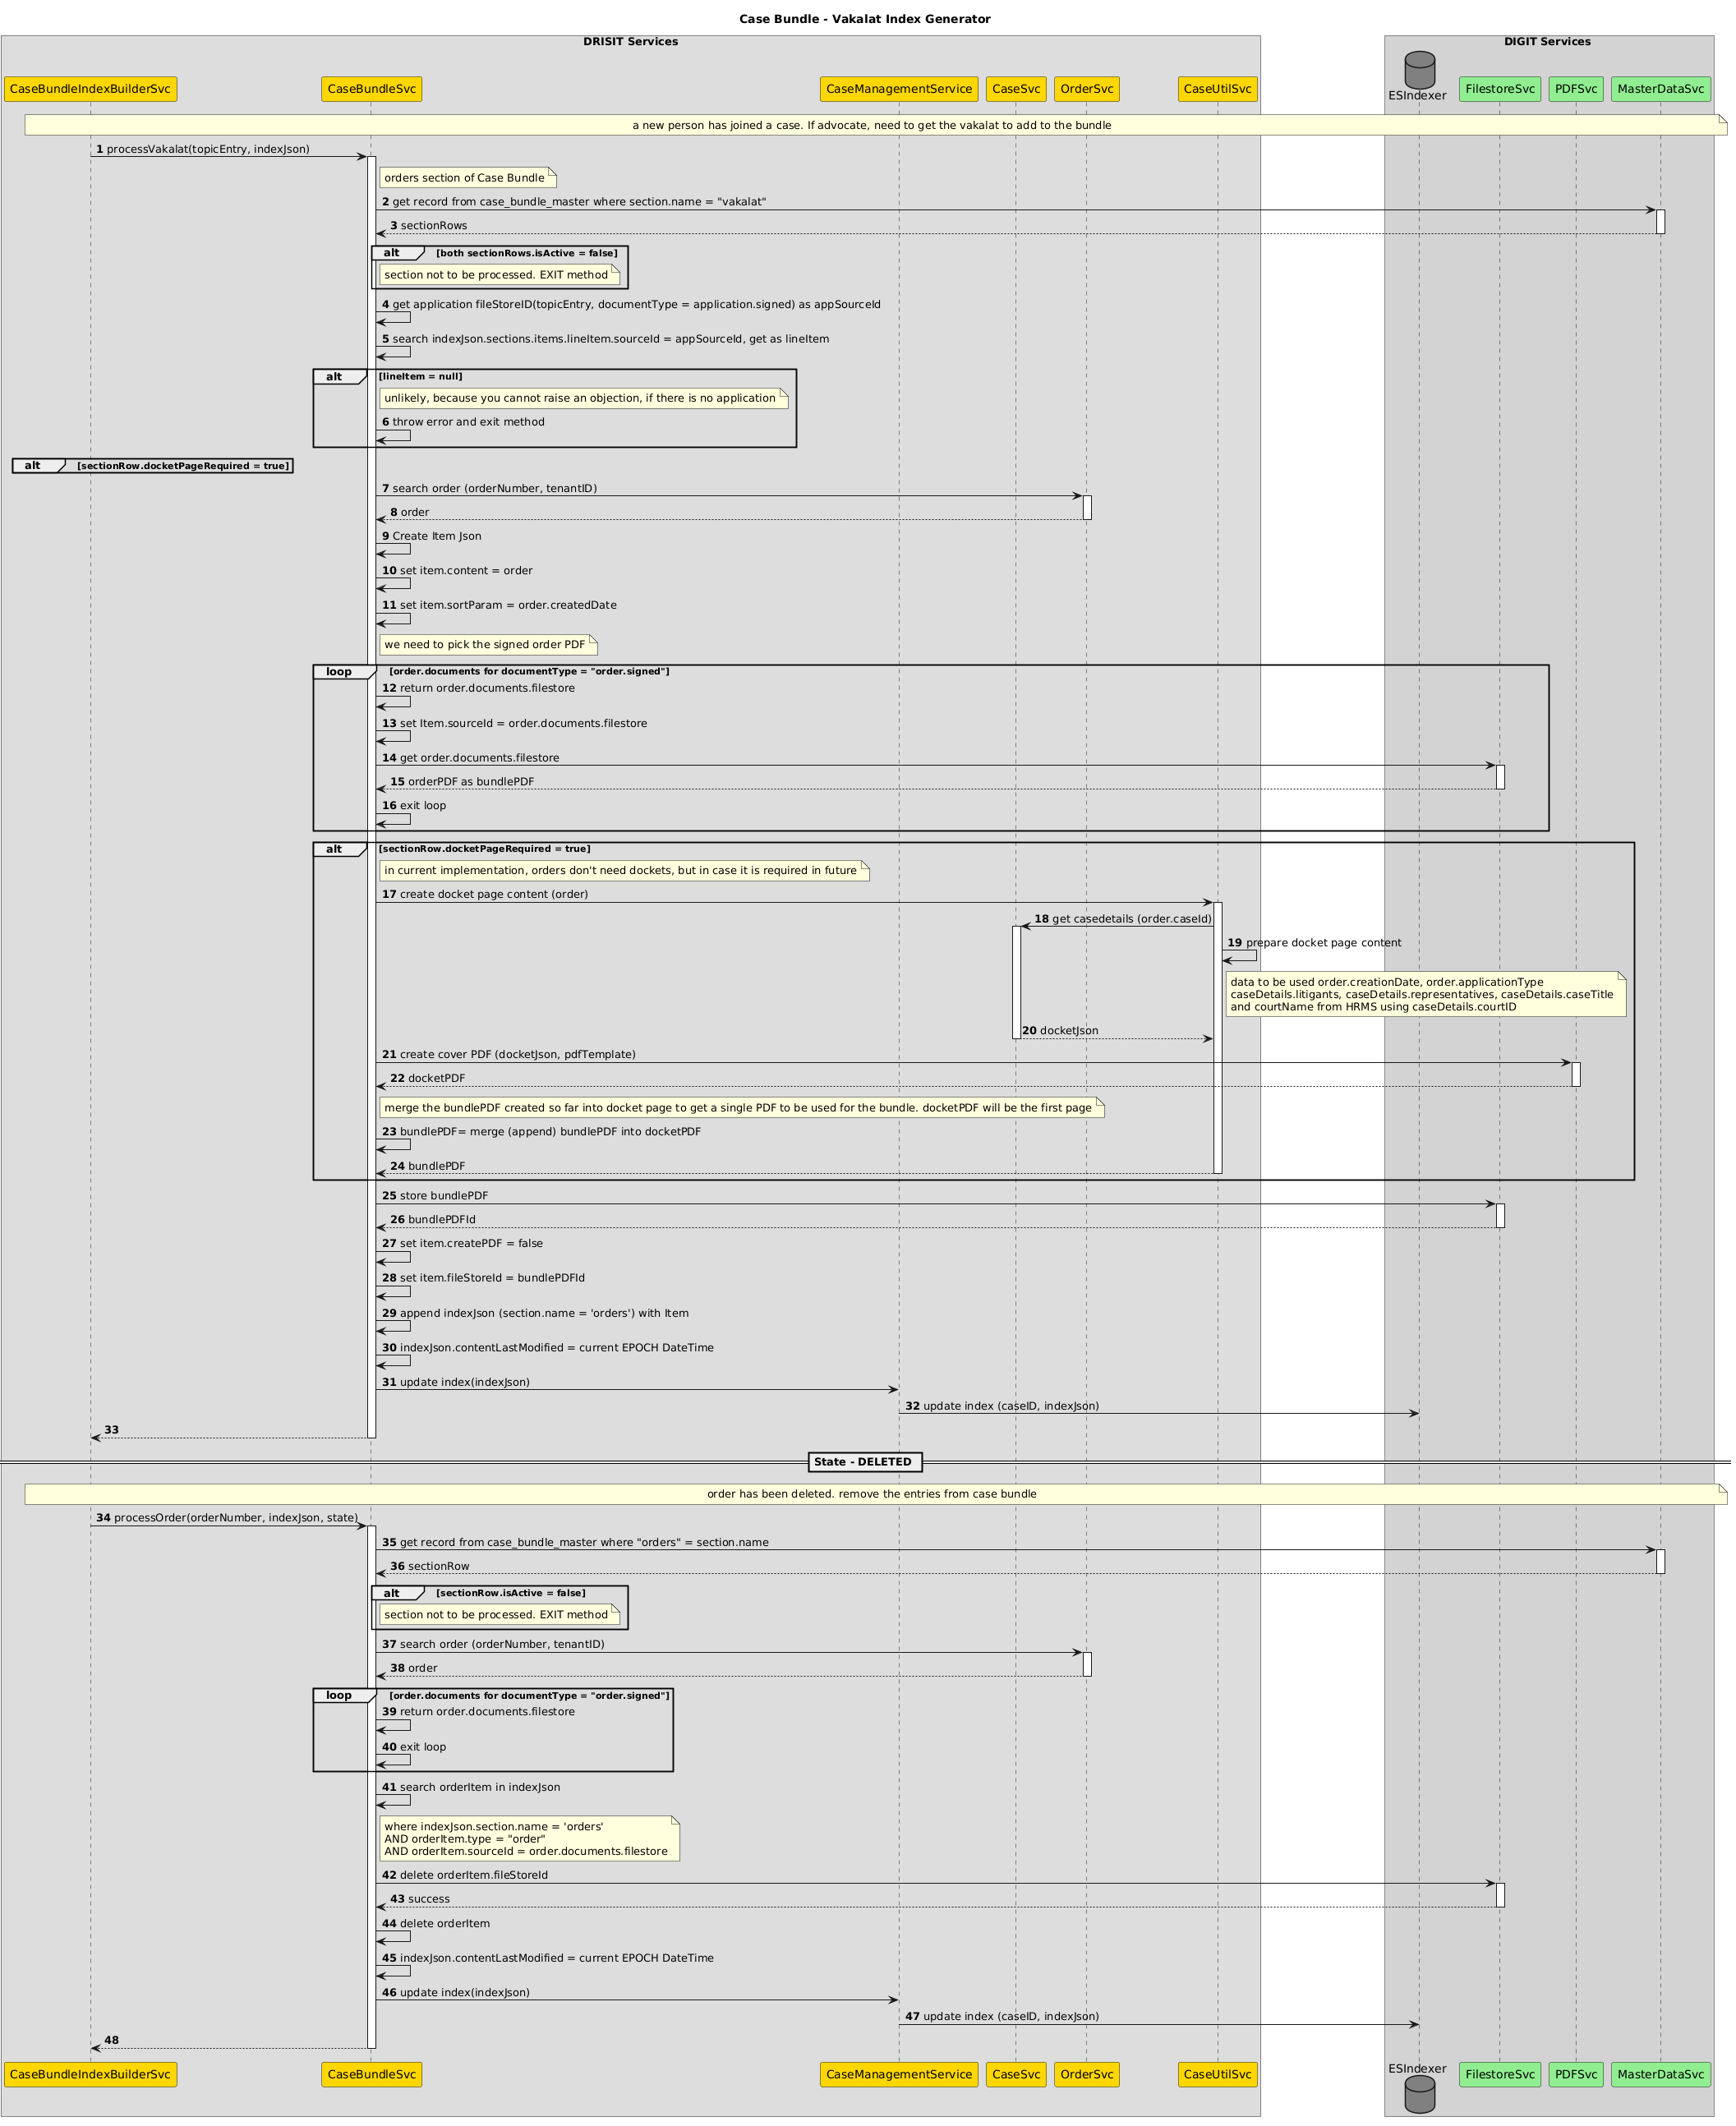 Case Bundle - Vakalat Index Generator
DRISIT Services
DIGIT Services
CaseBundleIndexBuilderSvc
CaseBundleSvc
CaseManagementService
CaseSvc
OrderSvc
CaseUtilSvc
ESIndexer
FilestoreSvc
PDFSvc
MasterDataSvc
a new person has joined a case. If advocate, need to get the vakalat to add to the bundle
1 processVakalat(topicEntry, indexJson)
orders section of Case Bundle
2 get record from case_bundle_master where section.name = "vakalat"
3 sectionRows
alt [both sectionRows.isActive = false]
section not to be processed. EXIT method
4 get application fileStoreID(topicEntry, documentType = application.signed) as appSourceId
5 search indexJson.sections.items.lineItem.sourceId = appSourceId, get as lineItem
alt [lineItem = null]
unlikely, because you cannot raise an objection, if there is no application
6 throw error and exit method
alt [sectionRow.docketPageRequired = true]
7 search order (orderNumber, tenantID)
8 order
9 Create Item Json
10 set item.content = order
11 set item.sortParam = order.createdDate
we need to pick the signed order PDF
loop [order.documents for documentType = "order.signed"]
12 return order.documents.filestore
13 set Item.sourceId = order.documents.filestore
14 get order.documents.filestore
15 orderPDF as bundlePDF
16 exit loop
alt [sectionRow.docketPageRequired = true]
in current implementation, orders don't need dockets, but in case it is required in future
17 create docket page content (order)
18 get casedetails (order.caseId)
19 prepare docket page content
data to be used order.creationDate, order.applicationType
caseDetails.litigants, caseDetails.representatives, caseDetails.caseTitle
and courtName from HRMS using caseDetails.courtID
20 docketJson
21 create cover PDF (docketJson, pdfTemplate)
22 docketPDF
merge the bundlePDF created so far into docket page to get a single PDF to be used for the bundle. docketPDF will be the first page
23 bundlePDF= merge (append) bundlePDF into docketPDF
24 bundlePDF
25 store bundlePDF
26 bundlePDFId
27 set item.createPDF = false
28 set item.fileStoreId = bundlePDFId
29 append indexJson (section.name = 'orders') with Item
30 indexJson.contentLastModified = current EPOCH DateTime
31 update index(indexJson)
32 update index (caseID, indexJson)
33
State - DELETED
order has been deleted. remove the entries from case bundle
34 processOrder(orderNumber, indexJson, state)
35 get record from case_bundle_master where "orders" = section.name
36 sectionRow
alt [sectionRow.isActive = false]
section not to be processed. EXIT method
37 search order (orderNumber, tenantID)
38 order
loop [order.documents for documentType = "order.signed"]
39 return order.documents.filestore
40 exit loop
41 search orderItem in indexJson
where indexJson.section.name = 'orders'
AND orderItem.type = "order"
AND orderItem.sourceId = order.documents.filestore
42 delete orderItem.fileStoreId
43 success
44 delete orderItem
45 indexJson.contentLastModified = current EPOCH DateTime
46 update index(indexJson)
47 update index (caseID, indexJson)
48
CaseBundleIndexBuilderSvc
CaseBundleSvc
CaseManagementService
CaseSvc
OrderSvc
CaseUtilSvc
ESIndexer
FilestoreSvc
PDFSvc
MasterDataSvc